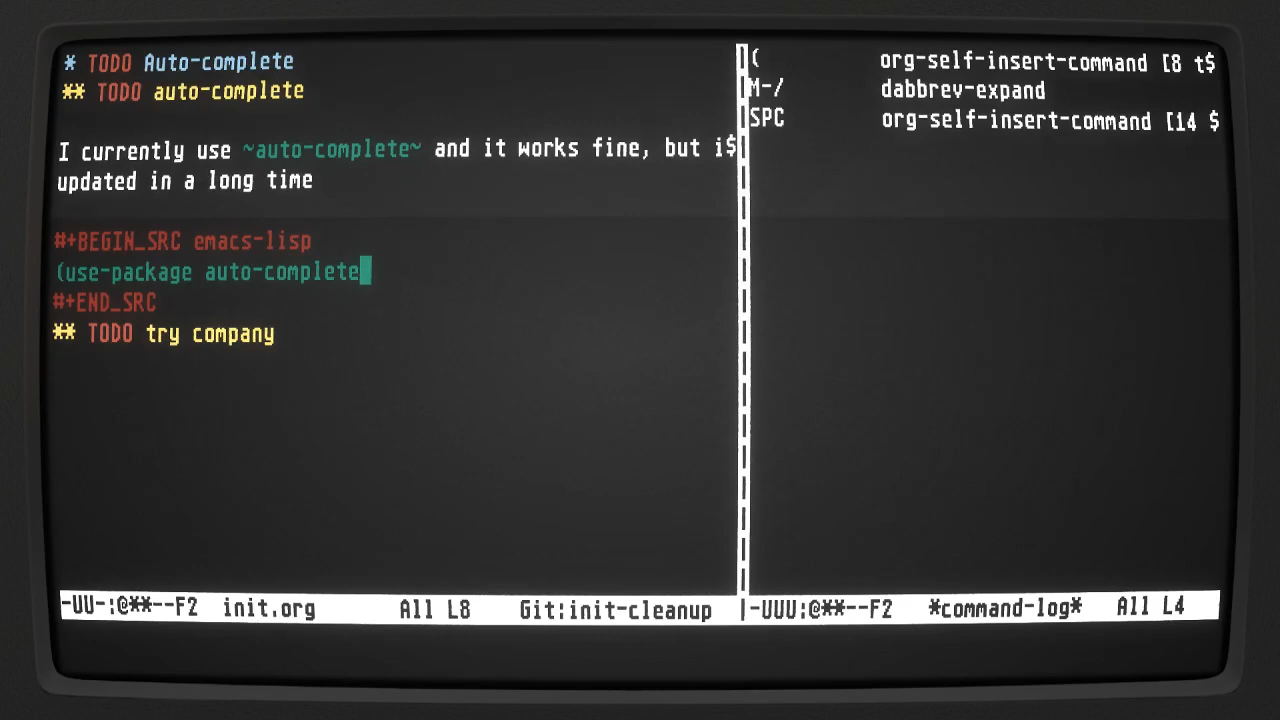 * TODO Auto-complete
** TODO auto-complete
I currently use ~auto-complete~ and it works fine, but i$
updated in a long time
#+BEGIN_SRC emacs-lisp
(use-package auto-complete
#+END_SRC
** TODO try company
-UU-:@**--F2 init.org All L8 Git:init-cleanup
( org-self-insert-command [8 t$
M-/ dabbrev-expand
SPC org-self-insert-command [14 $
|-UUU:@**--F2 *command-log* All L4